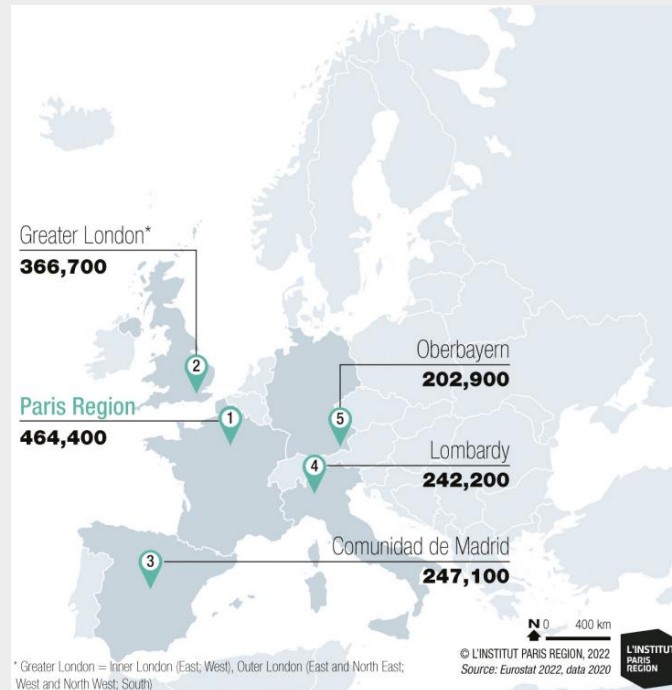 Greater London*
366,700
2
Paris Region
464,400
1
Oberbayern
202,900
5
Lombardy
242,200
4
Comunidad de Madrid
247,100
3
N 0 400 km
© L'INSTITUT PARIS REGION, 2022
Source: Eurostat 2022, data 2020
L'INSTITUT
PARIS
REGION
* Greater London = Inner London (East; West), Outer London (East and North East;
West and North West; South)